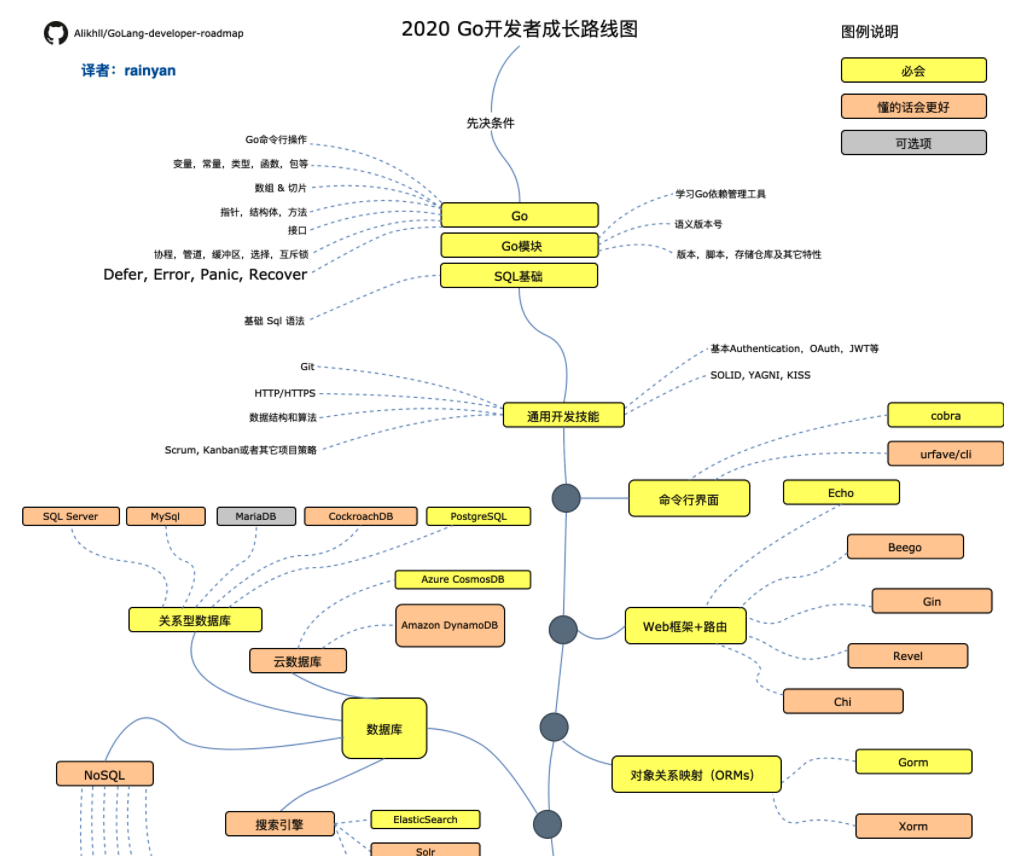 Alikhll/GoLang-developer-roadmap
译者：rainyan
2020 Go开发者成长路线图
图例说明
必会
懂的话会更好
可选项
先决条件
Go命令行操作
变量，常量，类型，函数，包等
数组 & 切片
指针，结构体，方法
接口
协程，管道，缓冲区，选择，互斥锁
Defer, Error, Panic, Recover
基础 Sql 语法
Go
Go模块
SQL基础
学习Go依赖管理工具
语义版本号
版本，脚本，存储仓库及其它特性
Git
HTTP/HTTPS
数据结构和算法
Scrum, Kanban或者其它项目策略
通用开发技能
基本Authentication，OAuth，JWT等
SOLID, YAGNI, KISS
cobra
urfave/cli
命令行界面
Echo
Beego
Gin
Web框架+路由
Revel
Chi
SQL Server
MySql
MariaDB
CockroachDB
PostgreSQL
Azure CosmosDB
关系型数据库
Amazon DynamoDB
云数据库
数据库
NoSQL
搜索引擎
ElasticSearch
Solr
对象关系映射（ORMs）
Gorm
Xorm